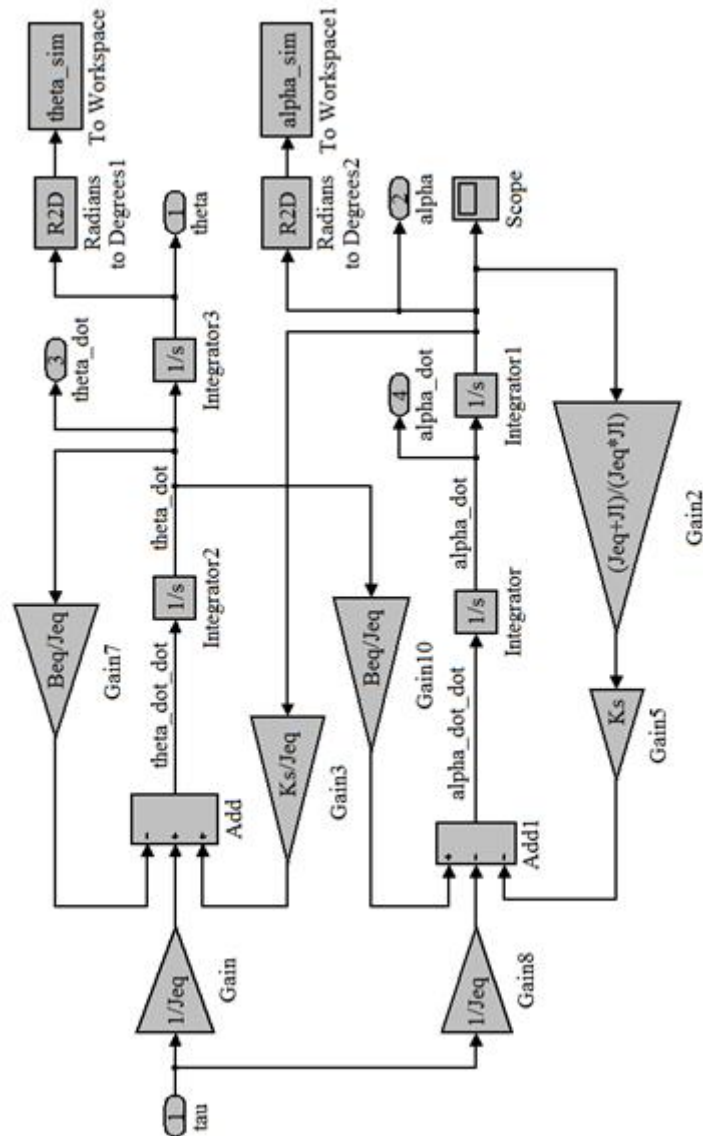 Beq/Jeq
Gain7
3
theta_dot
R2D
Radians
to Degrees1
theta_sim
To Workspace
1
tau
1/Jeq
Gain
-
+
+
Add
theta_dot_dot
1/s
Integrator2
theta_dot
1/s
Integrator3
1
theta
Ks/Jeq
Gain3
R2D
Radians
to Degrees2
alpha_sim
To Workspace1
Beq/Jeq
Gain10
4
alpha_dot
2
alpha
1/Jeq
Gain8
+
-
-
Add1
alpha_dot_dot
1/s
Integrator
alpha_dot
1/s
Integrator1
Scope
Ks
Gain5
(Jeq+Jl)/(Jeq*Jl)
Gain2